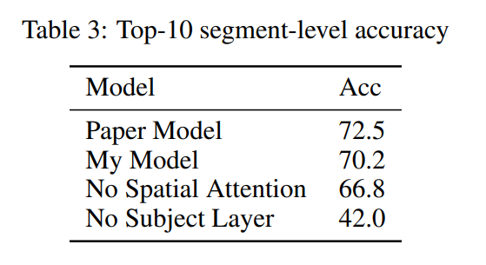 Table 3: Top-10 segment-level accuracy
Model Acc
Paper Model 72.5
My Model 70.2
No Spatial Attention 66.8
No Subject Layer 42.0